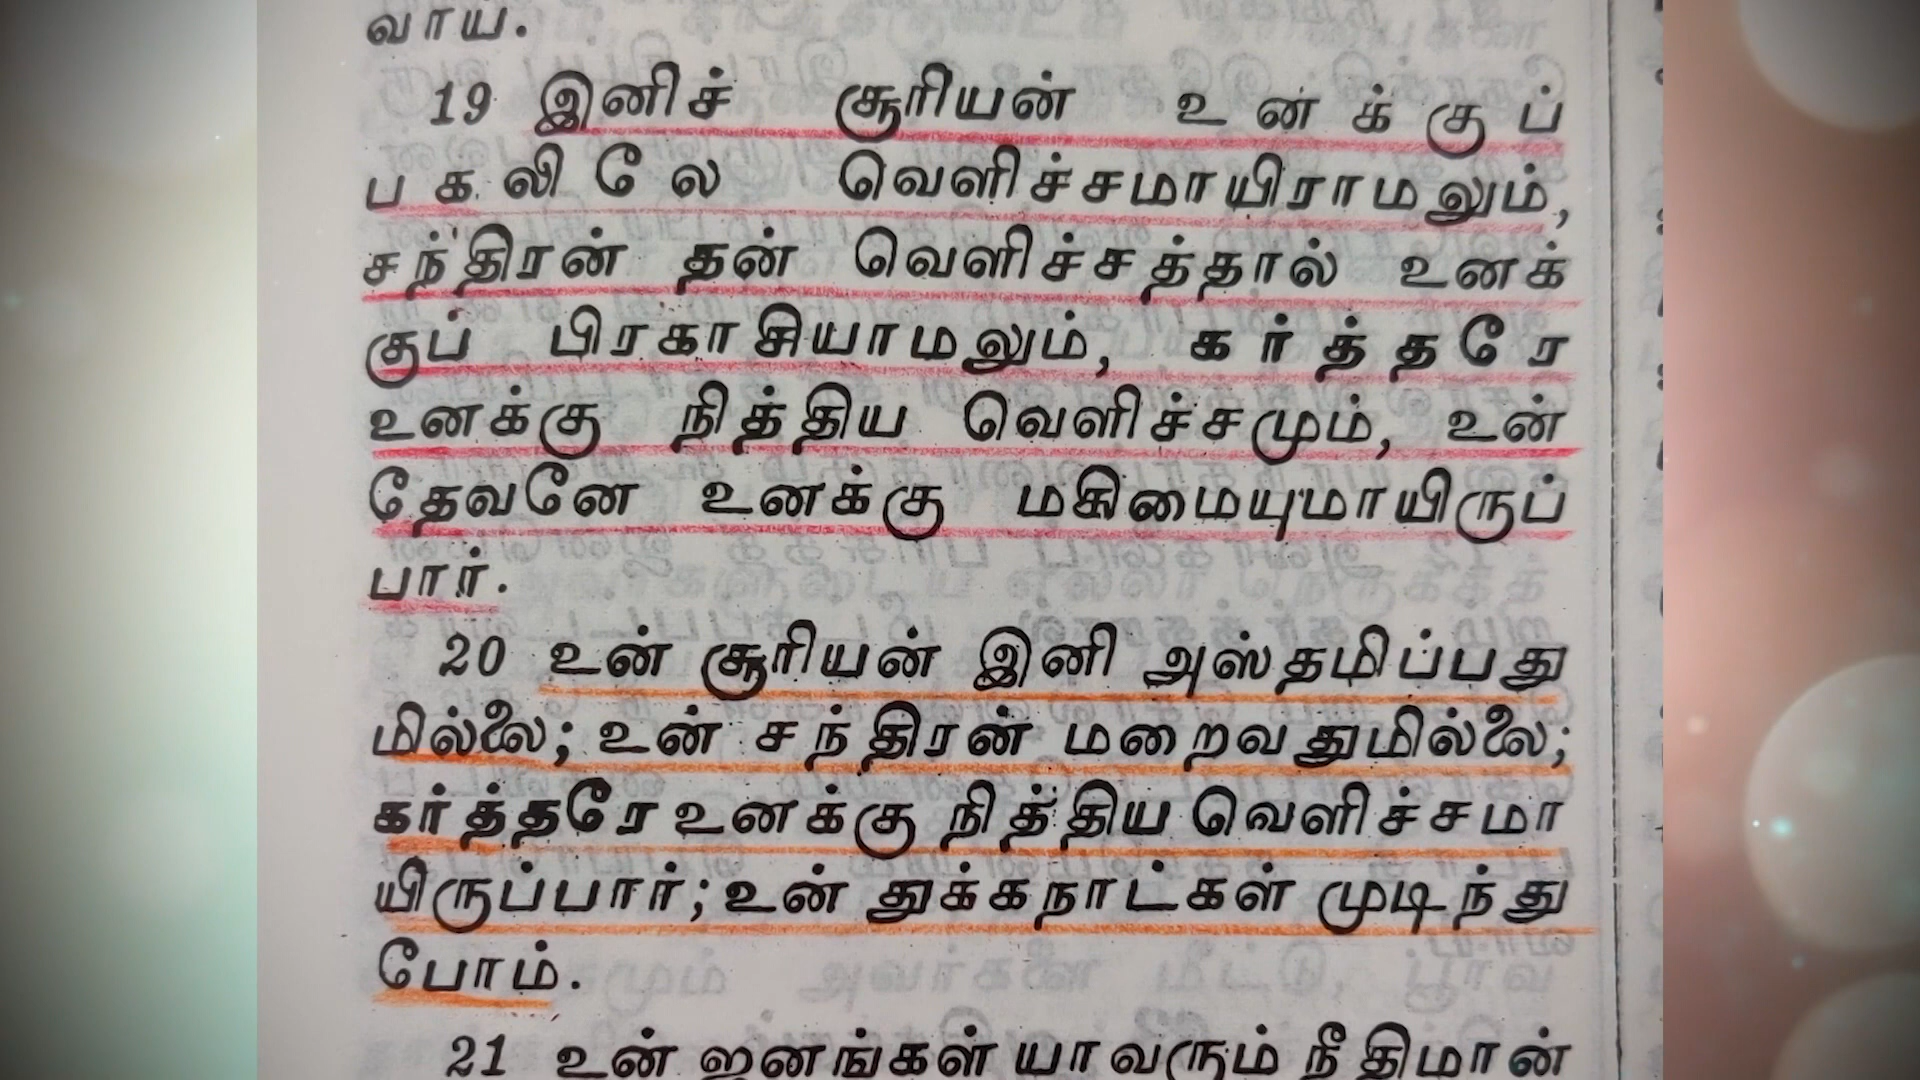 வாய்.
19 இனிச் சூரியன் உனக்குப்
பகலிலே வெளிச்சமாயிராமலும்,
சந்திரன் தன் வெளிச்சத்தால் உனக்
குப் பிரகாசியாமலும், கர்த்தரே
உனக்கு நித்திய வெளிச்சமும், உன்
தேவனே உனக்கு மகிமையுமாயிருப்
பார்.
20 உன் சூரியன் இனி அஸ்தமிப்பது
மில்லை; உன் சந்திரன் மறைவதுமில்லை;
கர்த்தரே உனக்கு நித்திய வெளிச்சமா
யிருப்பார்; உன் துக்கநாட்கள் முடிந்து
போம்.
21 உன் ஜனங்கள் யாவரும் நீதிமான்